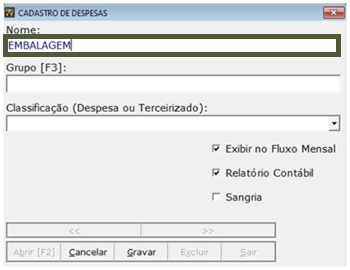 CADASTRO DE DESPESAS
Nome:
EMBALAGEM
Grupo [F3]:
Classificação (Despesa ou Terceirizado):
Exibir no Fluxo Mensal
Relatório Contábil
Sangria
<< >>
Abrir [F2] Cancelar Gravar Excluir Sair